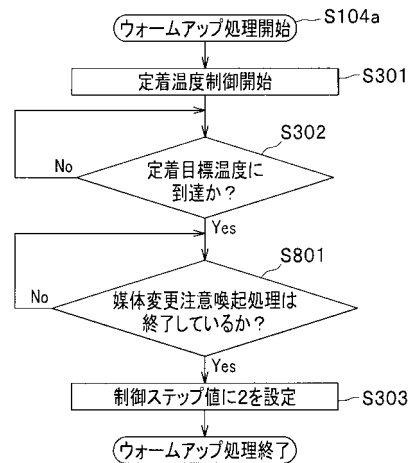 ウォームアップ処理開始
S104a
定着温度制御開始
S301
S302
定着目標温度に
到達か？
No
Yes
S801
媒体変更注意喚起処理は
終了しているか？
No
Yes
制御ステップ値に2を設定
S303
ウォームアップ処理終了